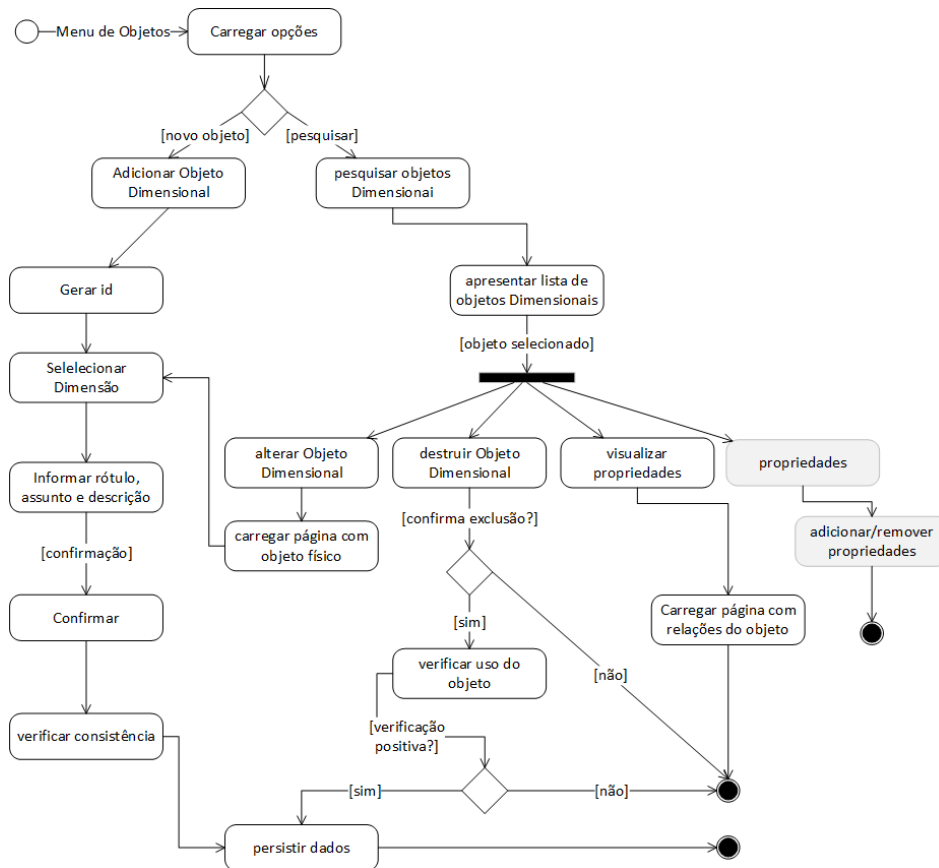 Menu de Objetos
Carregar opções
[novo objeto]
[pesquisar]
Adicionar Objeto
Dimensional
pesquisar objetos
Dimensionai
Gerar id
apresentar lista de
objetos Dimensionais
[objeto selecionado]
Selelecionar
Dimensão
alterar Objeto
Dimensional
destruir Objeto
Dimensional
visualizar
propriedades
propriedades
Informar rótulo,
assunto e descrição
carregar página com
objeto físico
[confirma exclusão?]
adicionar/remover
propriedades
[confirmação]
Confirmar
[sim]
Carregar página com
relações do objeto
verificar uso do
objeto
[não]
verificar consistência
[verificação
positiva?]
[sim]
[não]
persistir dados